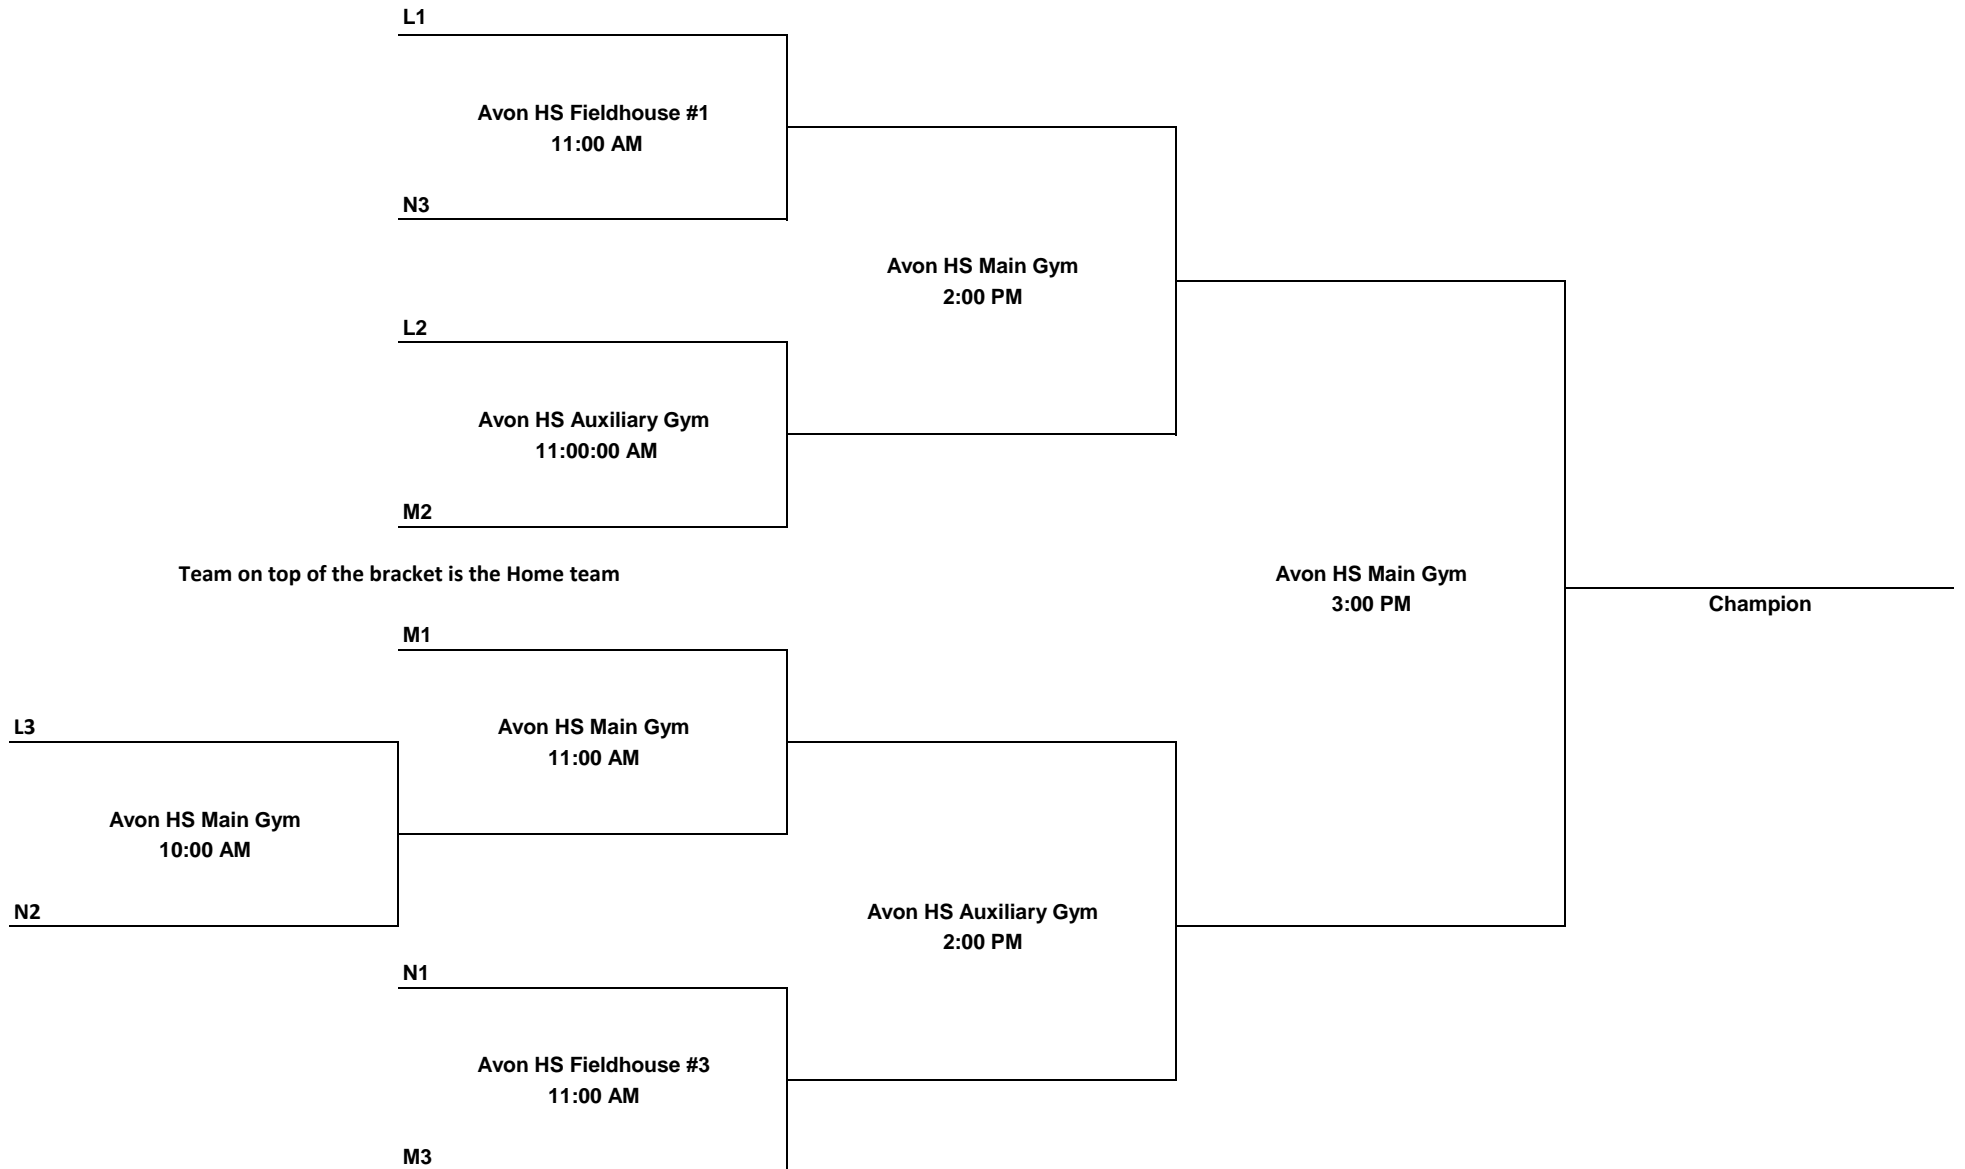 L1
Avon HS Fieldhouse #1
11:00 AM
N3
Avon HS Main Gym
2:00 PM
L2
Avon HS Auxiliary Gym
11:00:00 AM
M2
Team on top of the bracket is the Home team
Avon HS Main Gym
3:00 PM
Champion
M1
L3
Avon HS Main Gym
11:00 AM
Avon HS Main Gym
10:00 AM
N2
Avon HS Auxiliary Gym
2:00 PM
N1
Avon HS Fieldhouse #3
11:00 AM
M3